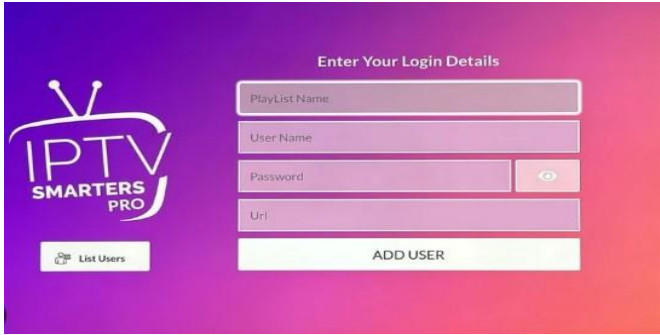 Enter Your Login Details
PlayList Name
User Name
Password
Url
ADD USER
IPTV
SMARTERS
PRO
List Users